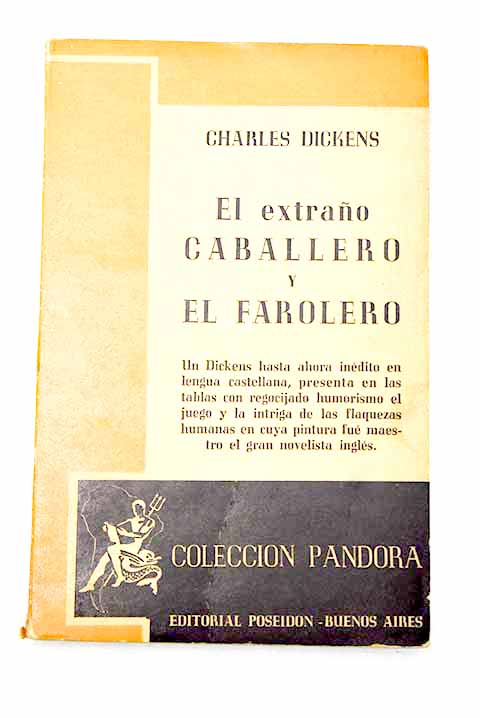 CHARLES DICKENS
El extraño
CABALLERO
Y
EL FAROLERO
Un Dickens hasta ahora inédito en
lengua castellana, presenta en las
tablas con regocijado humorismo el
juego y la intriga de las flaquezas
humanas en cuya pintura fué maes-
tro el gran novelista inglés.
COLECCION PANDORA
EDITORIAL POSEIDON - BUENOS AIRES